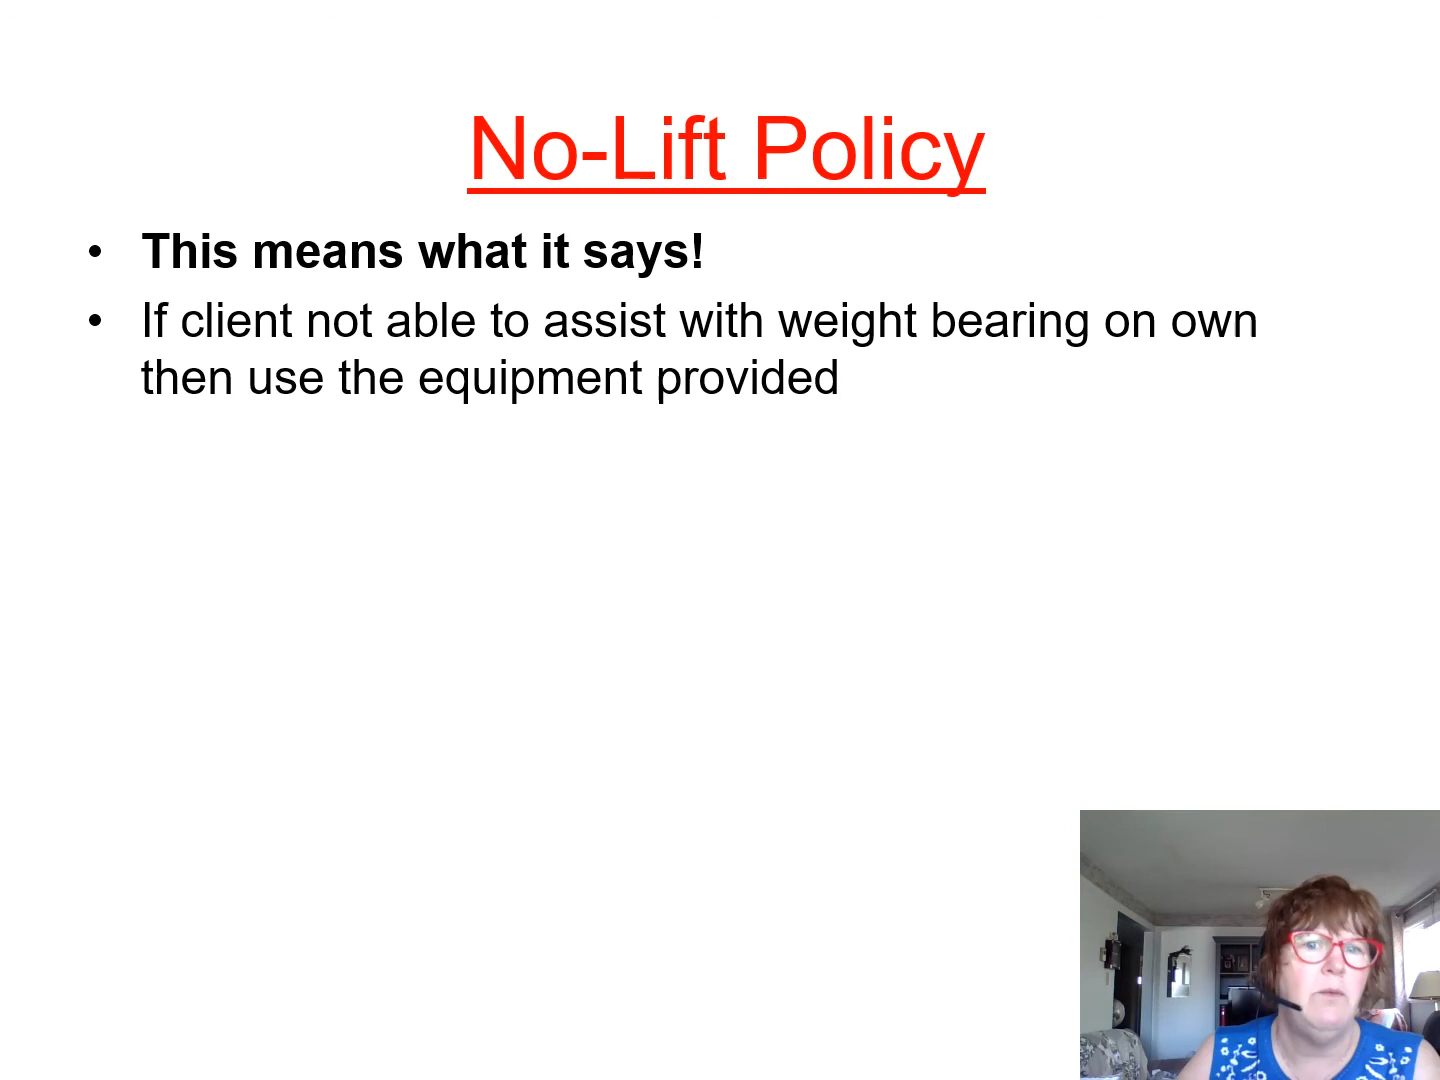 No-Lift Policy
• This means what it says!
• If client not able to assist with weight bearing on own
then use the equipment provided